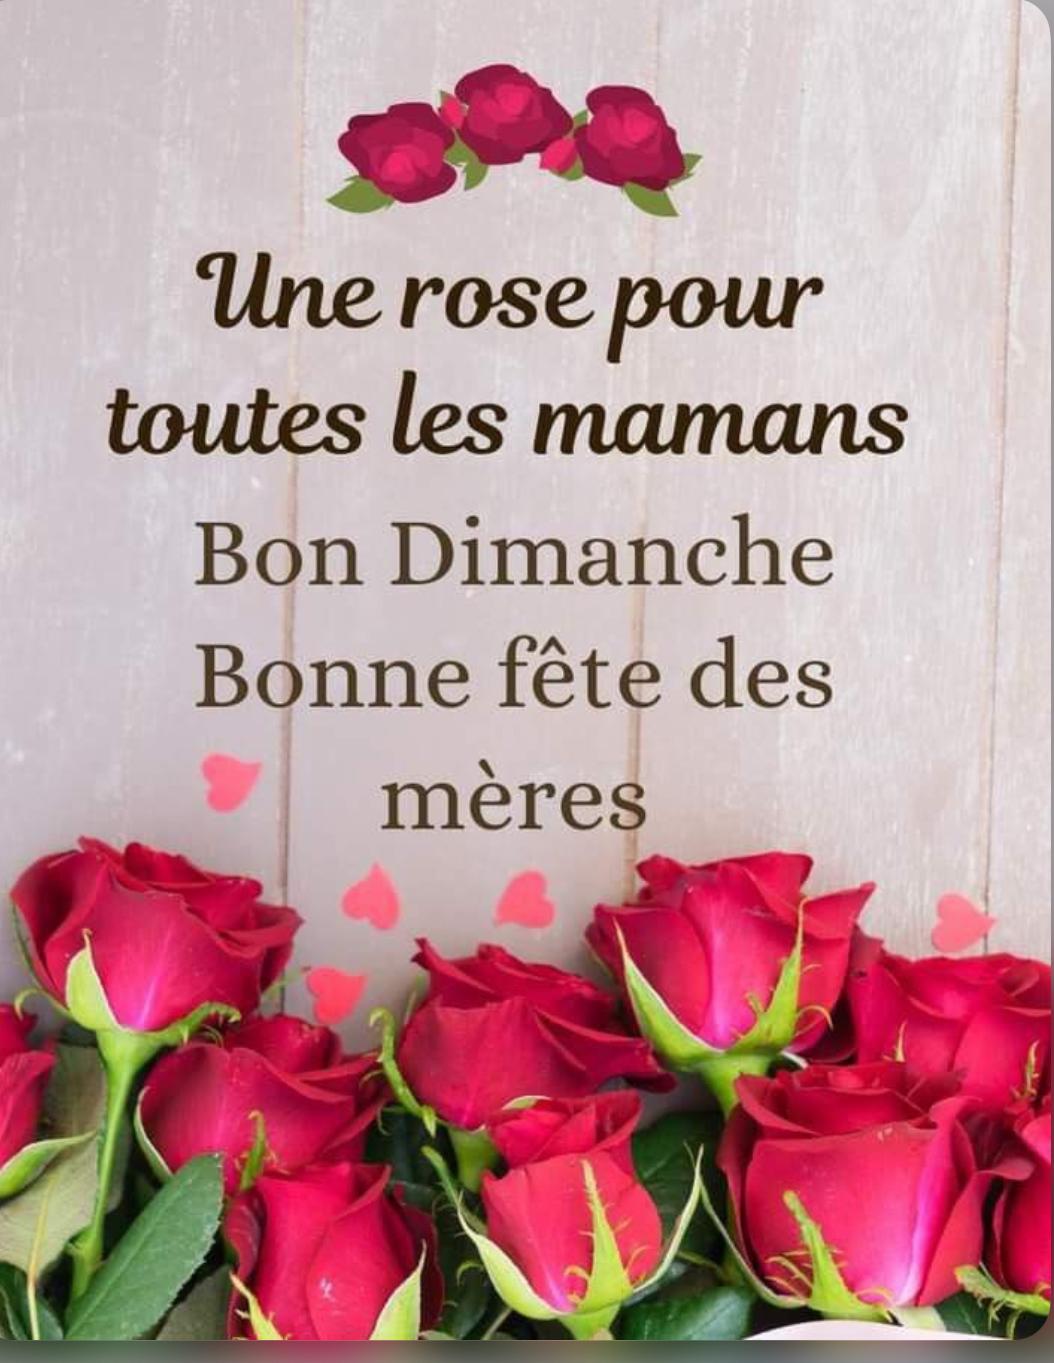 Une rose pour
toutes les mamans
Bon Dimanche
Bonne fête des
mères